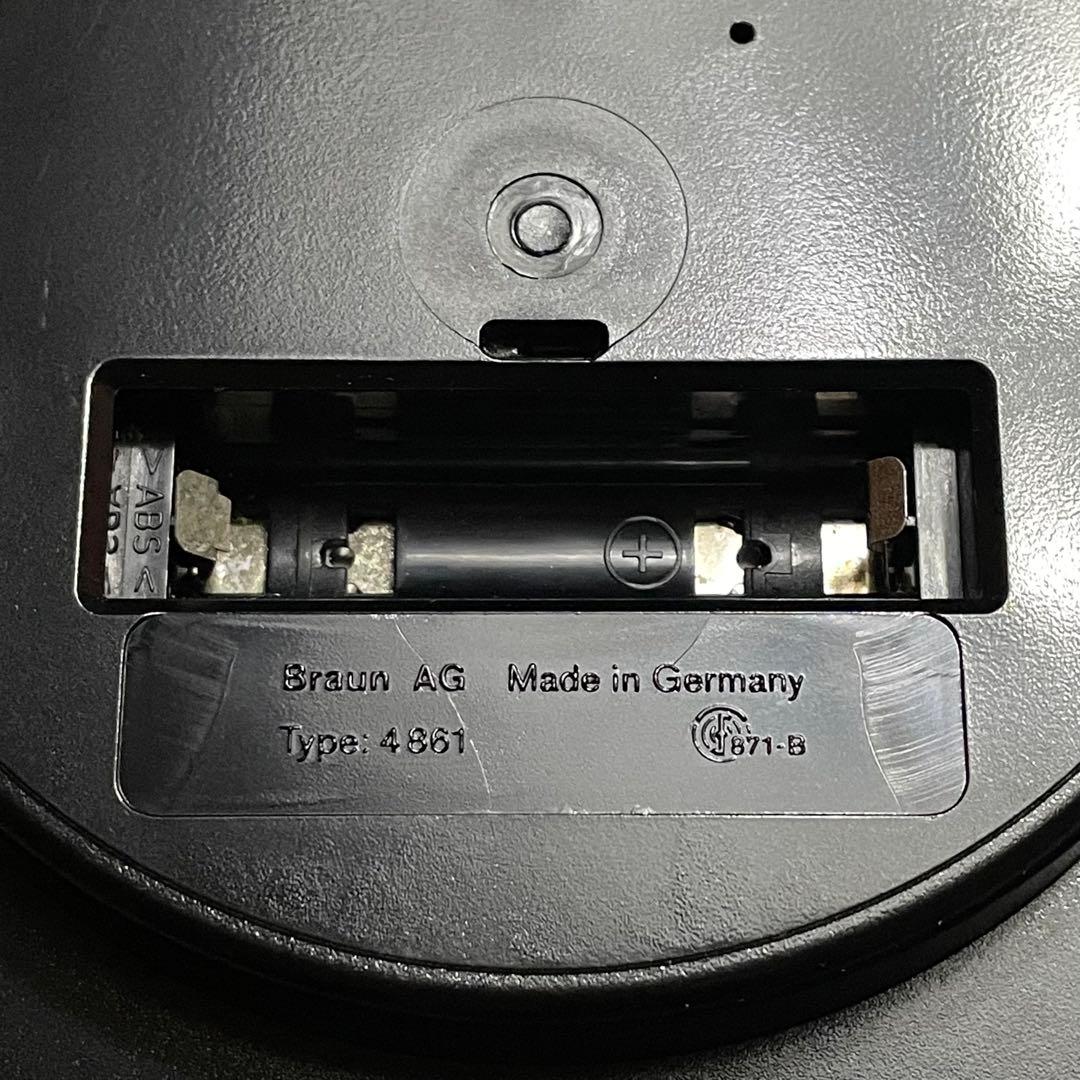 >ABS<
+
Braun AG Made in Germany
Type: 4861 871-B